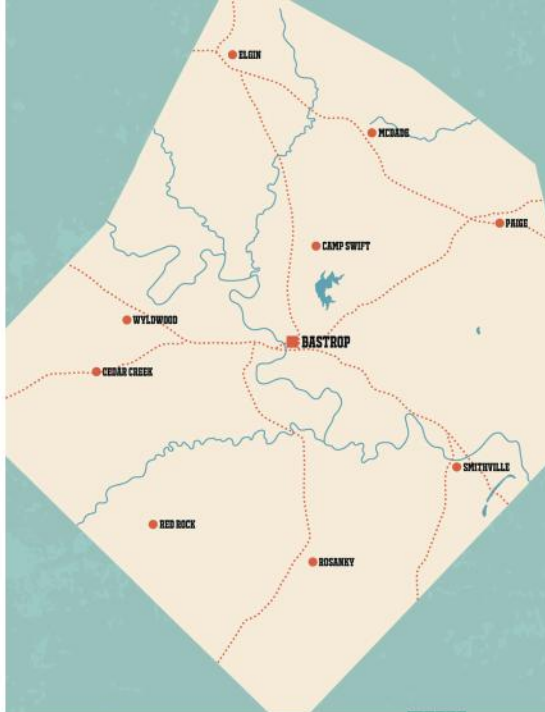 ELGIN
MCDADE
PAIGE
CAMP SWIFT
WYLDWOOD
BASTROP
CEDAR CREEK
SMITHVILLE
RED ROCK
ROSANKY